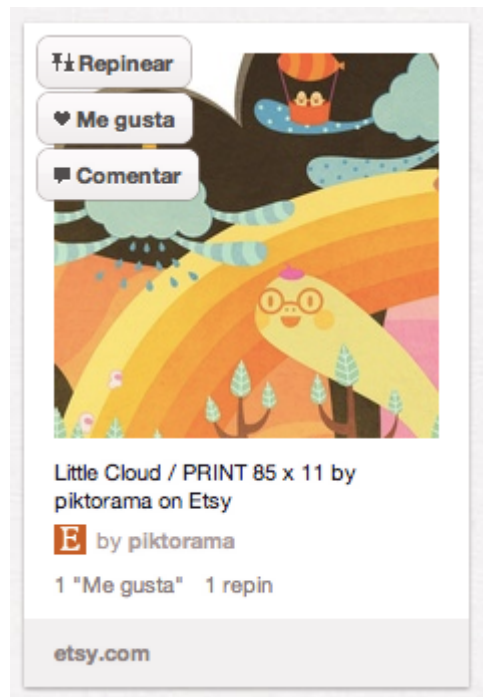 Repinear
Me gusta
Comentar
Little Cloud / PRINT 85 x 11 by
piktorama on Etsy
E by piktorama
1 "Me gusta" 1 repin
etsy.com